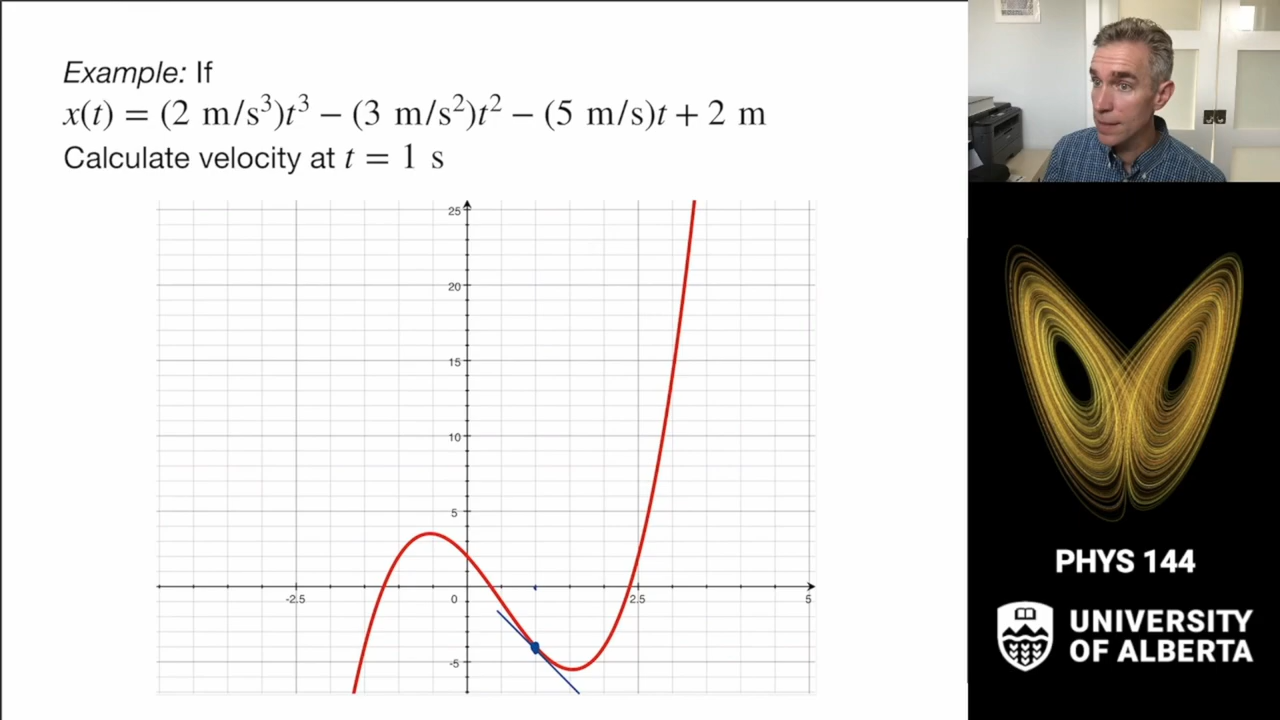 Example: If
x(t) = (2 m/s³)t³ − (3 m/s²)t² − (5 m/s)t + 2 m
Calculate velocity at t = 1 s
25
20
15
10
5
-2.5
0
2.5
5
-5
PHYS 144
UNIVERSITY
OF ALBERTA